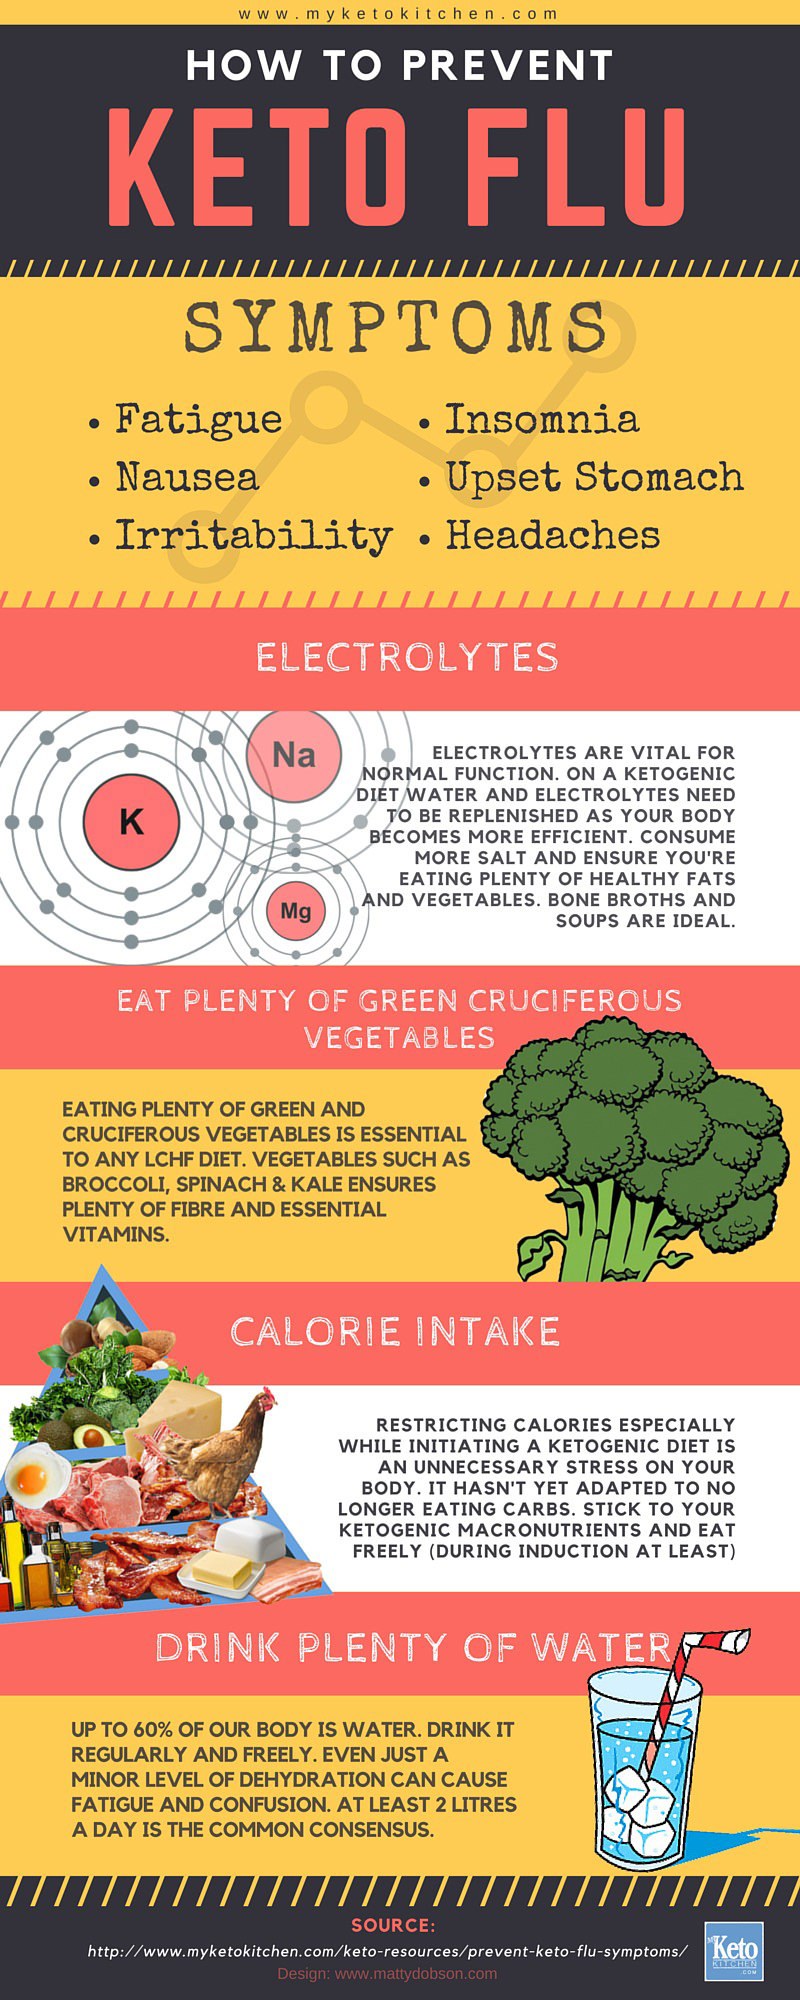 www.myketokitchen.com
HOW TO PREVENT
KETO FLU
SYMPTOMS
• Fatigue
• Nausea
• Irritability
• Insomnia
• Upset Stomach
• Headaches
ELECTROLYTES
K
Na
Mg
ELECTROLYTES ARE VITAL FOR
NORMAL FUNCTION. ON A KETOGENIC
DIET WATER AND ELECTROLYTES NEED
TO BE REPLENISHED AS YOUR BODY
BECOMES MORE EFFICIENT. CONSUME
MORE SALT AND ENSURE YOU'RE
EATING PLENTY OF HEALTHY FATS
AND VEGETABLES. BONE BROTHS AND
SOUPS ARE IDEAL.
EAT PLENTY OF GREEN CRUCIFEROUS
VEGETABLES
EATING PLENTY OF GREEN AND
CRUCIFEROUS VEGETABLES IS ESSENTIAL
TO ANY LCHF DIET. VEGETABLES SUCH AS
BROCCOLI, SPINACH & KALE ENSURES
PLENTY OF FIBRE AND ESSENTIAL
VITAMINS.
CALORIE INTAKE
RESTRICTING CALORIES ESPECIALLY
WHILE INITIATING A KETOGENIC DIET IS
AN UNNECESSARY STRESS ON YOUR
BODY. IT HASN'T YET ADAPTED TO NO
LONGER EATING CARBS. STICK TO YOUR
KETOGENIC MACRONUTRIENTS AND EAT
FREELY (DURING INDUCTION AT LEAST)
DRINK PLENTY OF WATER
UP TO 60% OF OUR BODY IS WATER. DRINK IT
REGULARLY AND FREELY. EVEN JUST A
MINOR LEVEL OF DEHYDRATION CAN CAUSE
FATIGUE AND CONFUSION. AT LEAST 2 LITRES
A DAY IS THE COMMON CONSENSUS.
SOURCE:
http://www.myketokitchen.com/keto-resources/prevent-keto-flu-symptoms/
Design: www.mattydobson.com
My Keto
KITCHEN
.COM